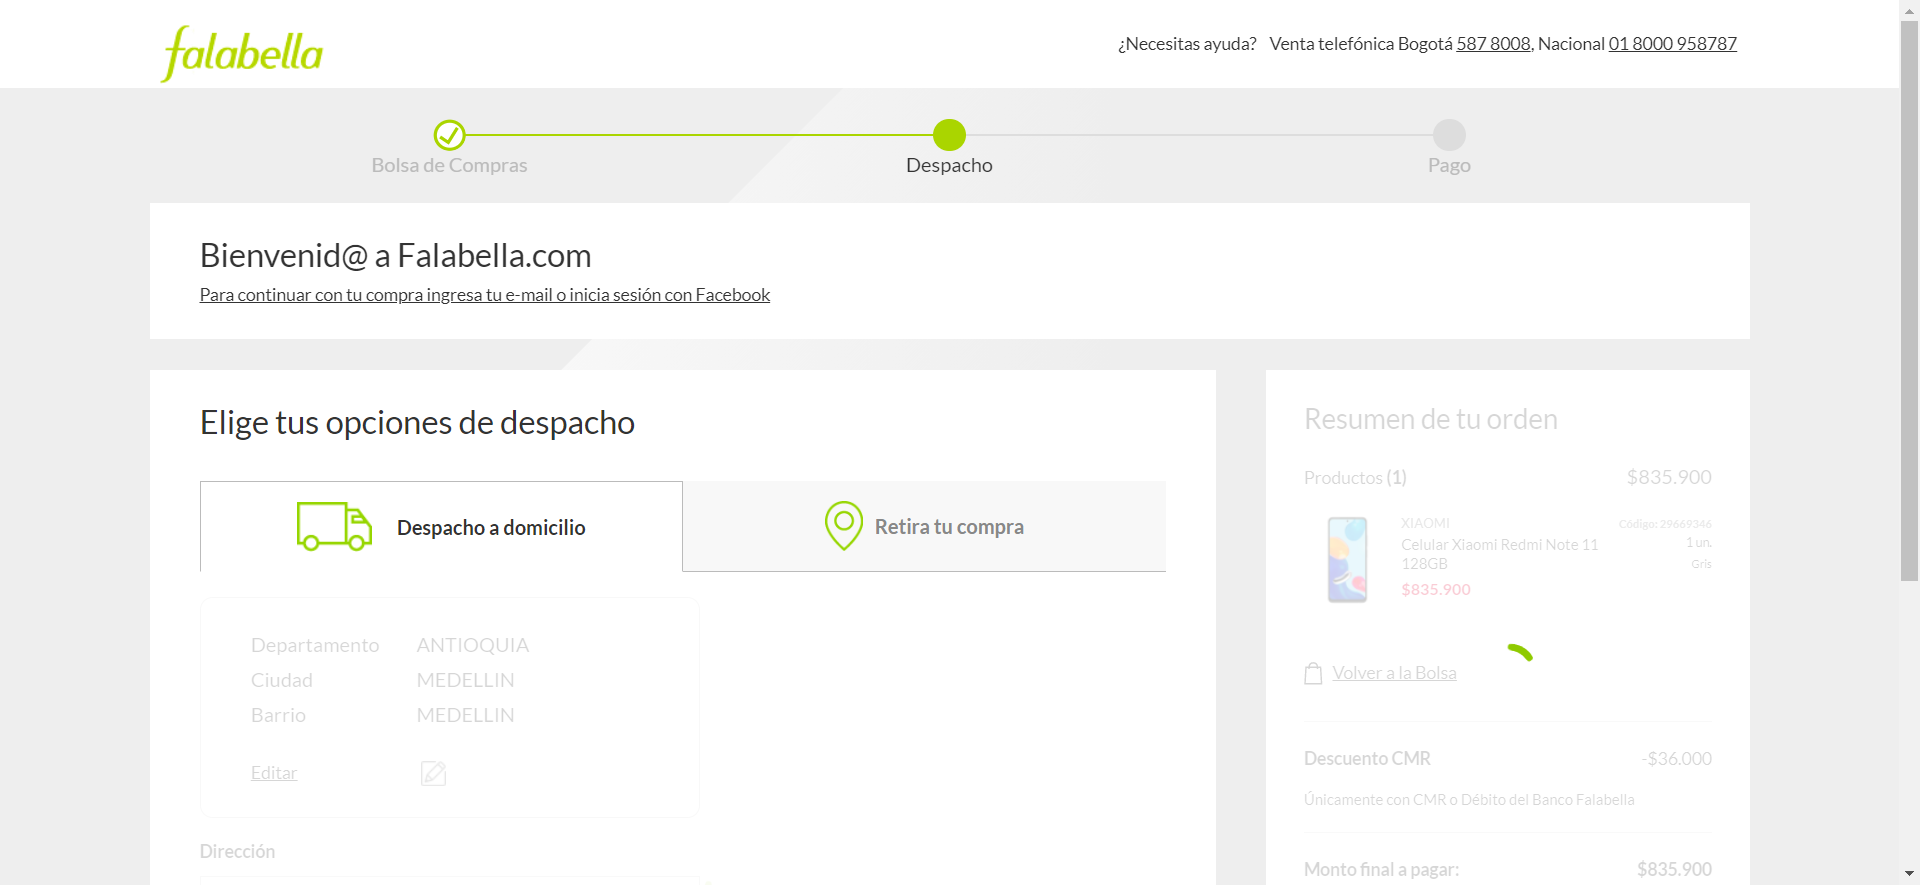 falabella
¿Necesitas ayuda? Venta telefónica Bogotá 587 8008, Nacional 01 8000 958787
Bolsa de Compras
Despacho
Pago
Bienvenid@ a Falabella.com
Para continuar con tu compra ingresa tu e-mail o inicia sesión con Facebook
Elige tus opciones de despacho
Despacho a domicilio
Retira tu compra
Departamento ANTIOQUIA
Ciudad MEDELLIN
Barrio MEDELLIN
Editar
Dirección
Resumen de tu orden
Productos (1) $835.900
XIAOMI Código: 29669346
Celular Xiaomi Redmi Note 11 1 un.
128GB Gris
$835.900
Volver a la Bolsa
Descuento CMR -$36.000
Únicamente con CMR o Débito del Banco Falabella
Monto final a pagar: $835.900